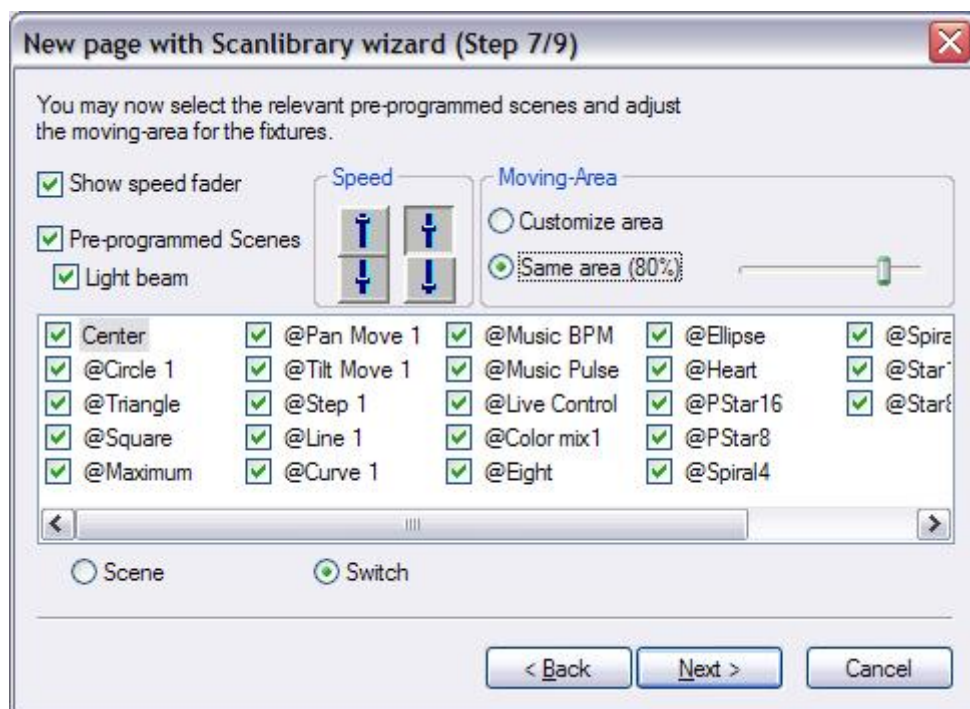 New page with Scanlibrary wizard (Step 7/9)
You may now select the relevant pre-programmed scenes and adjust
the moving-area for the fixtures.
Show speed fader
Speed
Moving-Area
Pre-programmed Scenes
Customize area
Light beam
Same area (80%)
Center @Pan Move 1 @Music BPM @Ellipse @Spira
@Circle 1 @Tilt Move 1 @Music Pulse @Heart @Star
@Triangle @Step 1 @Live Control @PStar16 @Star8
@Square @Line 1 @Color mix1 @PStar8
@Maximum @Curve 1 @Eight @Spiral4
Scene Switch
< Back Next > Cancel